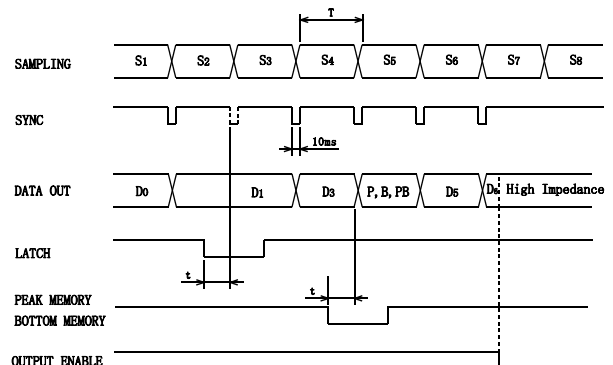 T
SAMPLING S1 S2 S3 S4 S5 S6 S7 S8
SYNC
10ms
DATA OUT D0 D1 D3 P,B,PB D5 D6 High Impedance
LATCH
t t
PEAK MEMORY
BOTTOM MEMORY
OUTPUT ENABLE